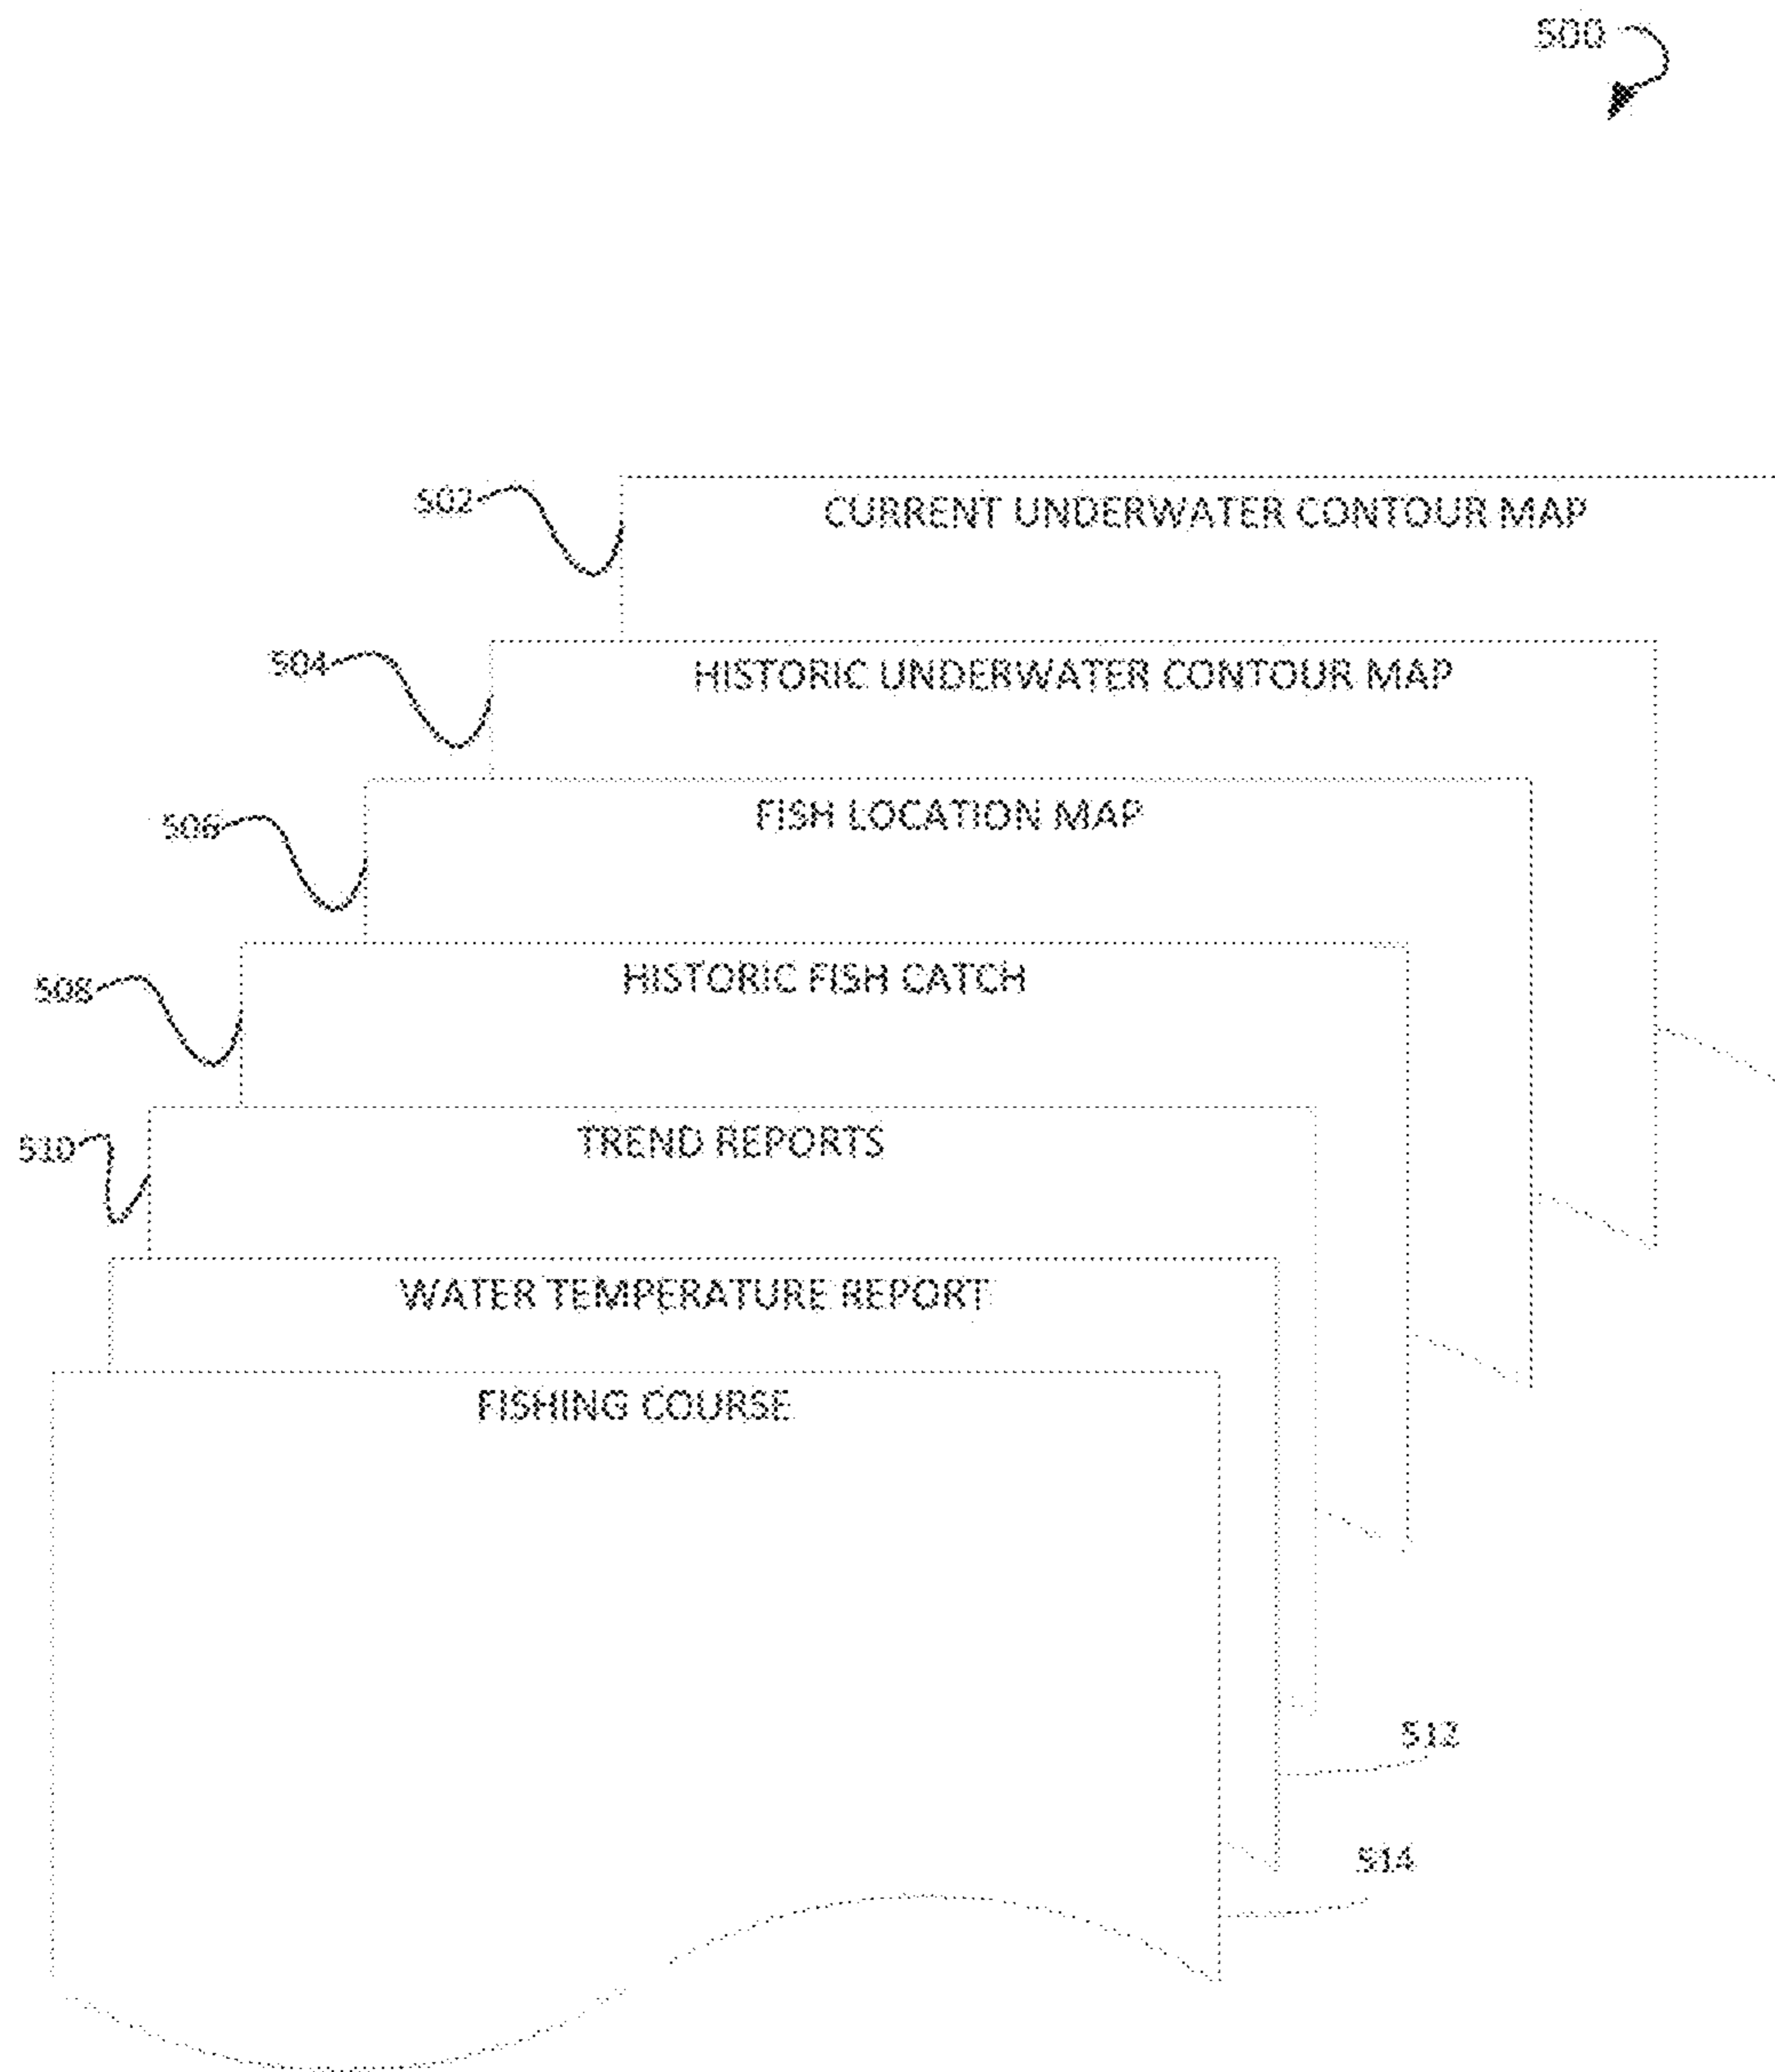 500
502
CURRENT UNDERWATER CONTOUR MAP
504
HISTORIC UNDERWATER CONTOUR MAP
506
FISH LOCATION MAP
508
HISTORIC FISH CATCH
510
TREND REPORTS
WATER TEMPERATURE REPORT
FISHING COURSE
512
514